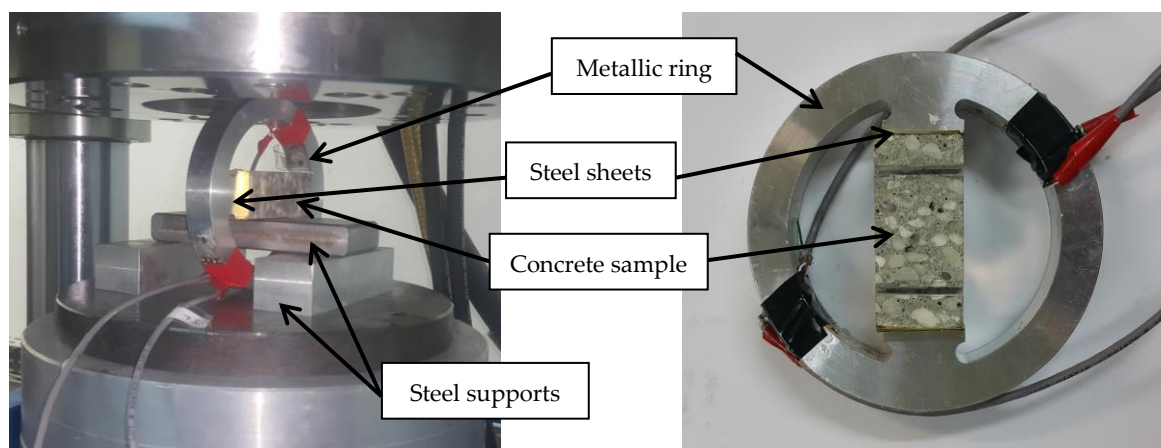 Metallic ring
Steel sheets
Concrete sample
Steel supports